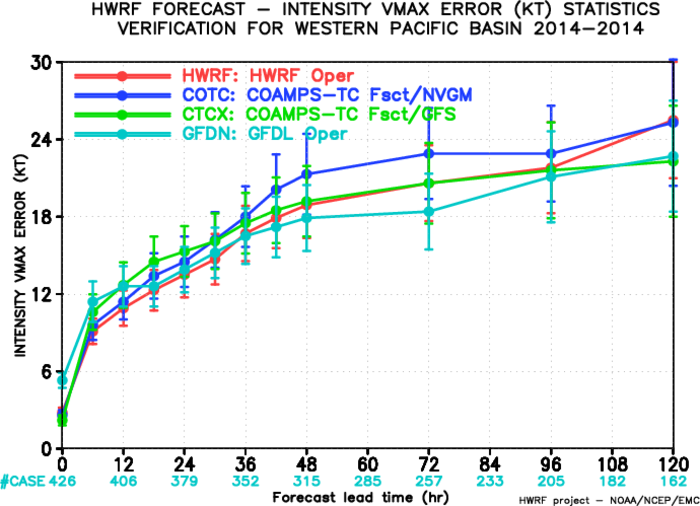 HWRF FORECAST – INTENSITY VMAX ERROR (KT) STATISTICS
VERIFICATION FOR WESTERN PACIFIC BASIN 2014–2014
HWRF: HWRF Oper
COTC: COAMPS–TC Fsct/NVGM
CTCX: COAMPS–TC Fsct/GFS
GFDN: GFDL Oper
INTENSITY VMAX ERROR (KT)
30
24
18
12
6
0
0 12 24 36 48 60 72 84 96 108 120
#CASE 426 406 379 352 315 285 257 233 205 182 162
Forecast lead time (hr)
HWRF project – NOAA/NCEP/EMC